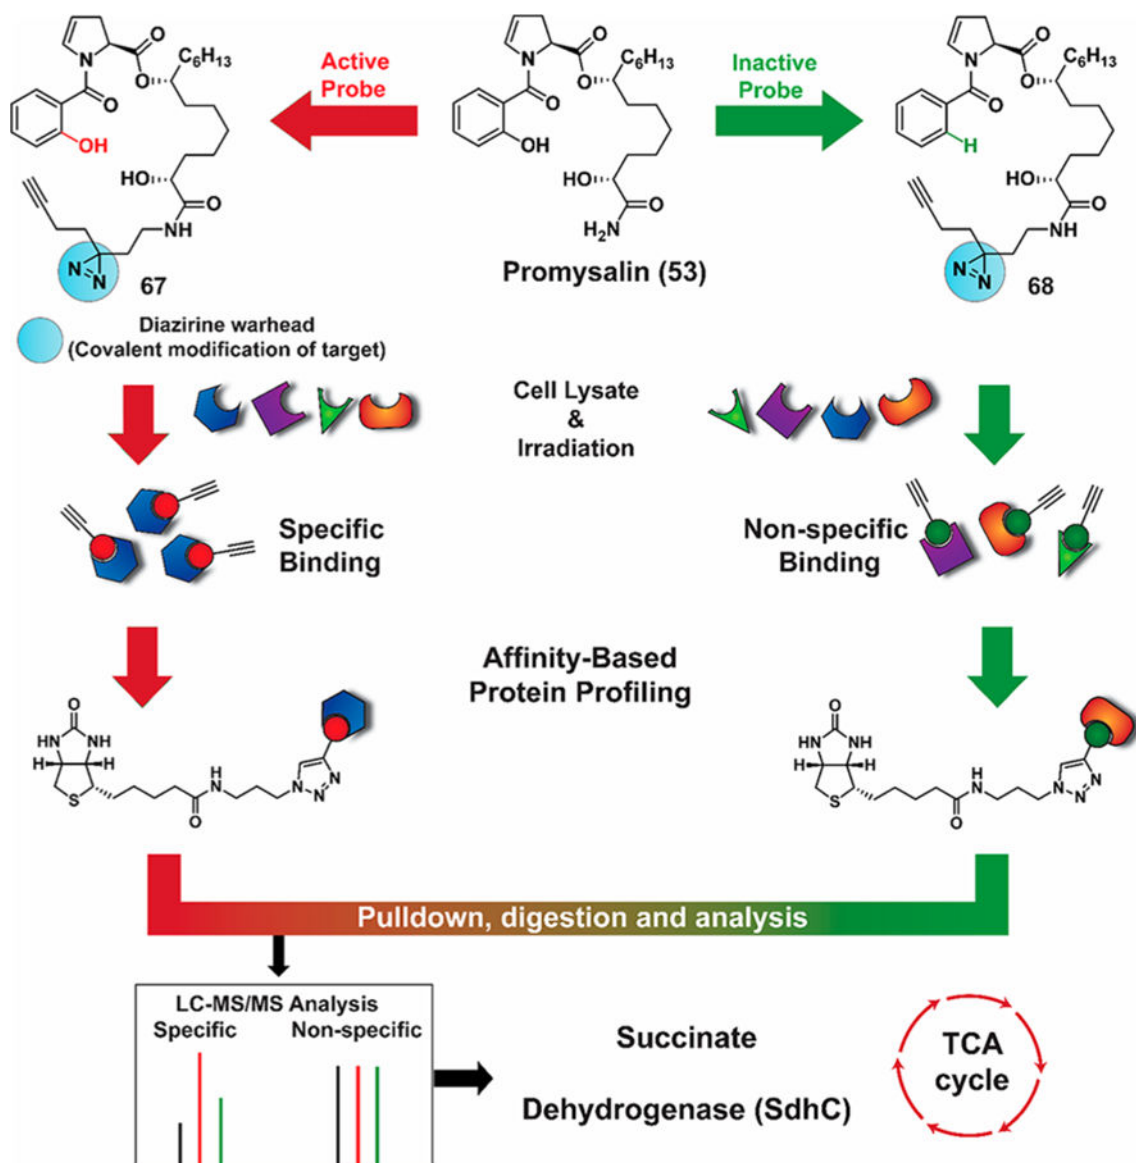 Active
Probe
Inactive
Probe
N
O
O
O
C6H13
OH
HO
O
NH
N
N
67
N
O
O
O
C6H13
OH
HO
O
H2N
Promysalin (53)
N
O
O
O
C6H13
H
HO
O
NH
N
N
68
Diazirine warhead
(Covalent modification of target)
Cell Lysate
&
Irradiation
Specific
Binding
Non-specific
Binding
Affinity-Based
Protein Profiling
O
HN NH
H H
S
O
H
N
N
N
N
O
HN NH
H H
S
O
H
N
N
N
N
Pulldown, digestion and analysis
LC-MS/MS Analysis
Specific Non-specific
Succinate
Dehydrogenase (SdhC)
TCA
cycle